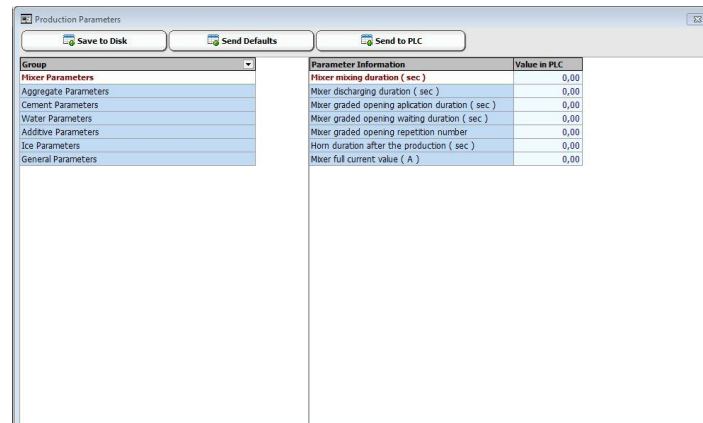 Production Parameters
Save to Disk Send Defaults Send to PLC
Group Parameter Information Value in PLC
Mixer Parameters Mixer mixing duration ( sec ) 0,00
Aggregate Parameters Mixer discharging duration ( sec ) 0,00
Cement Parameters Mixer graded opening aplication duration ( sec ) 0,00
Water Parameters Mixer graded opening waiting duration ( sec ) 0,00
Additive Parameters Mixer graded opening repetition number 0,00
Ice Parameters Horn duration after the production ( sec ) 0,00
General Parameters Mixer full current value ( A ) 0,00